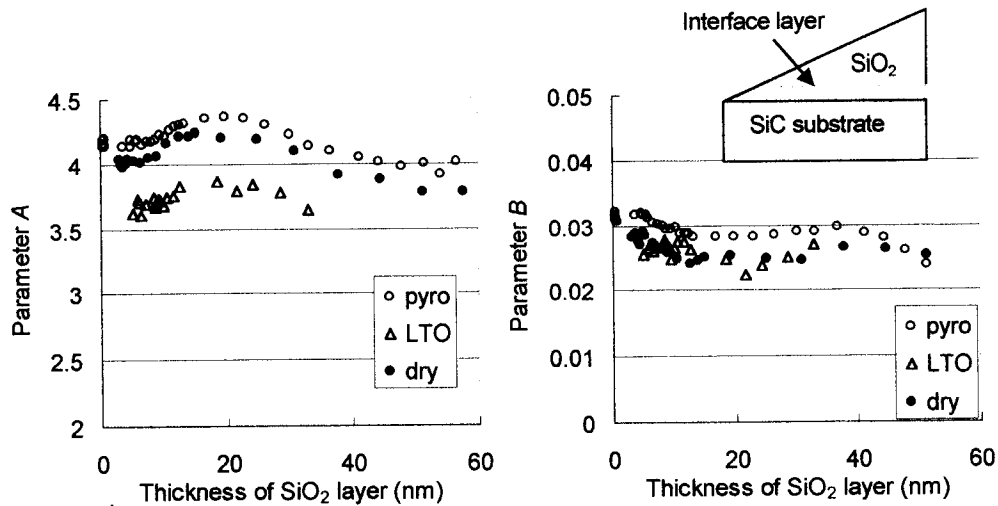 4.5
4
3.5
3
2.5
2
Parameter A
pyro
LTO
dry
0
20
40
60
Thickness of SiO₂ layer (nm)
Interface layer
SiO₂
SiC substrate
0.05
0.04
0.03
0.02
0.01
0
Parameter B
pyro
LTO
dry
0
20
40
60
Thickness of SiO₂ layer (nm)